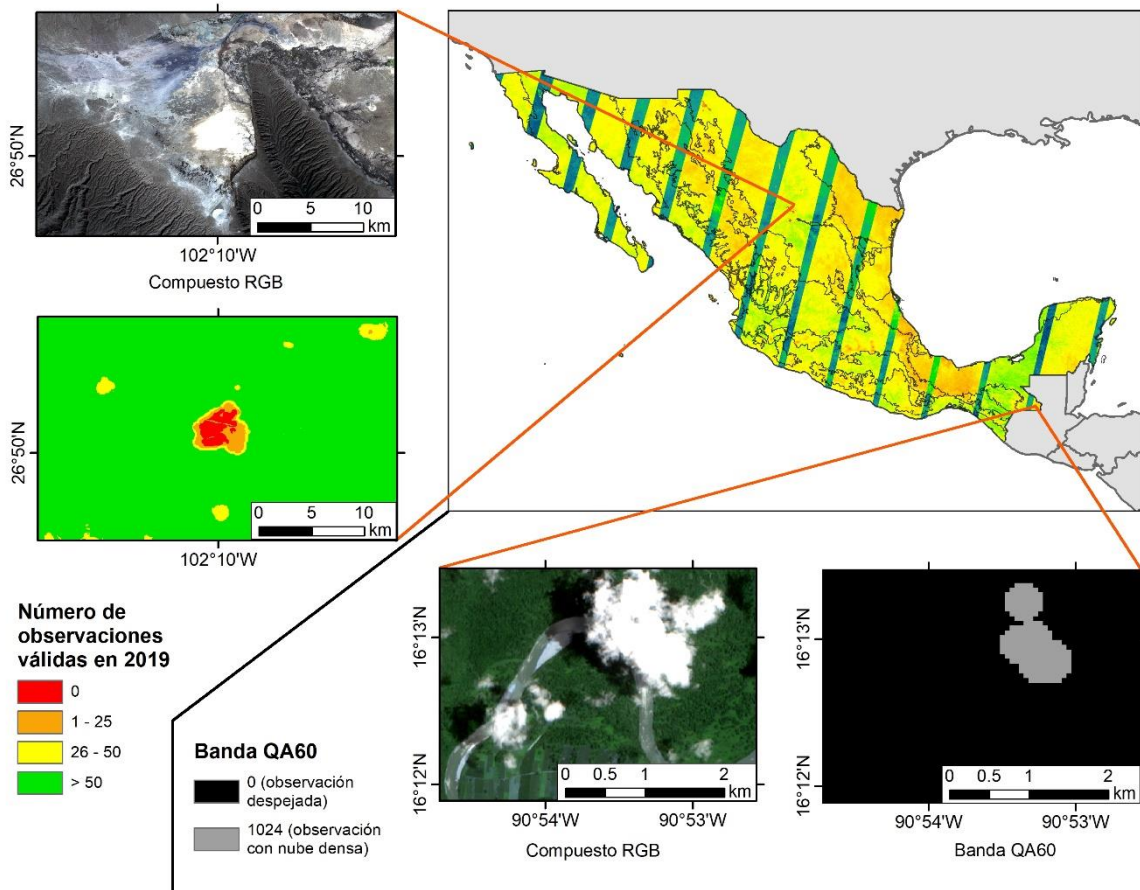 26°50'N
0 5 10
km
102°10'W
Compuesto RGB
26°50'N
0 5 10
km
102°10'W
Número de
observaciones
válidas en 2019
0
1 - 25
26 - 50
> 50
Banda QA60
0 (observación
despejada)
1024 (observación
con nube densa)
16°13'N
16°12'N
0 0.5 1 2
km
90°54'W 90°53'W
Compuesto RGB
16°13'N
16°12'N
0 0.5 1 2
km
90°54'W 90°53'W
Banda QA60